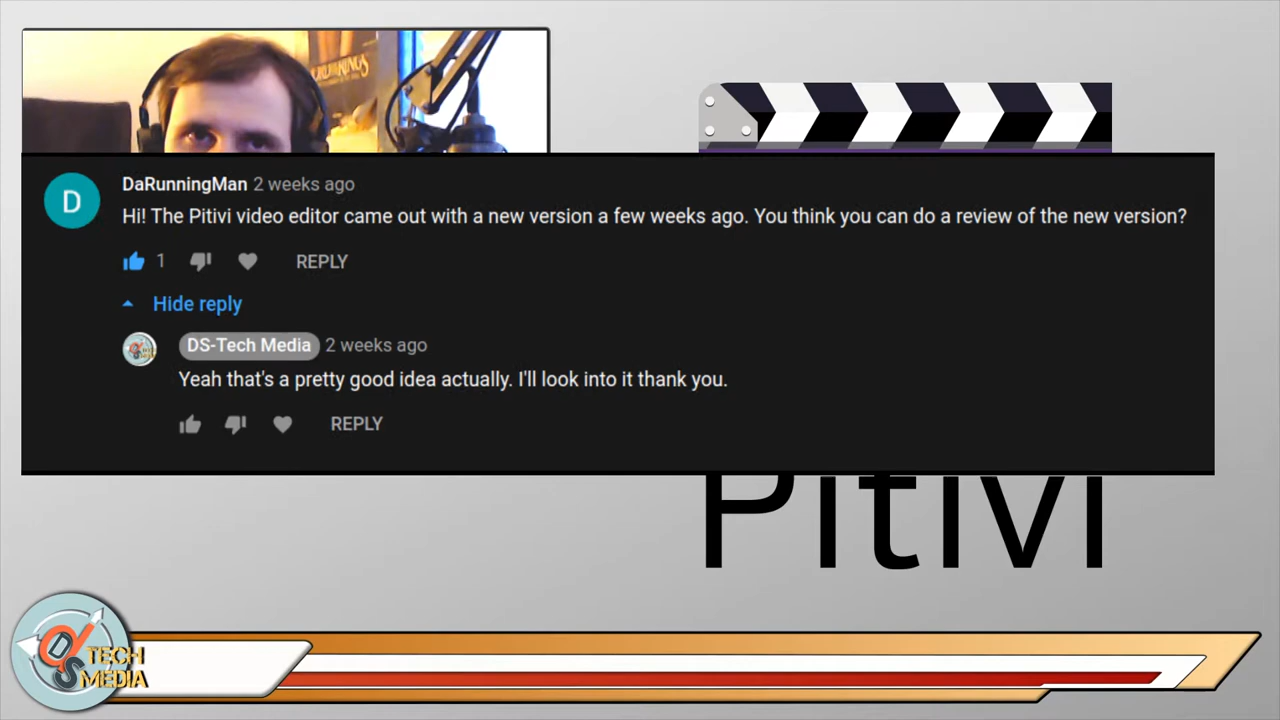 DaRunningMan 2 weeks ago
Hi! The Pitivi video editor came out with a new version a few weeks ago. You think you can do a review of the new version?
1 REPLY
Hide reply
DS-Tech Media 2 weeks ago
Yeah that's a pretty good idea actually. I'll look into it thank you.
REPLY
Pitivi
DS TECH
MEDIA